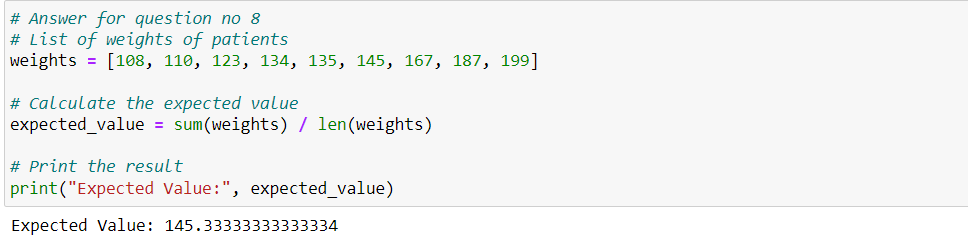 # Answer for question no 8
# List of weights of patients
weights = [108, 110, 123, 134, 135, 145, 167, 187, 199]
# Calculate the expected value
expected_value = sum(weights) / len(weights)
# Print the result
print("Expected Value:", expected_value)
Expected Value: 145.33333333333334